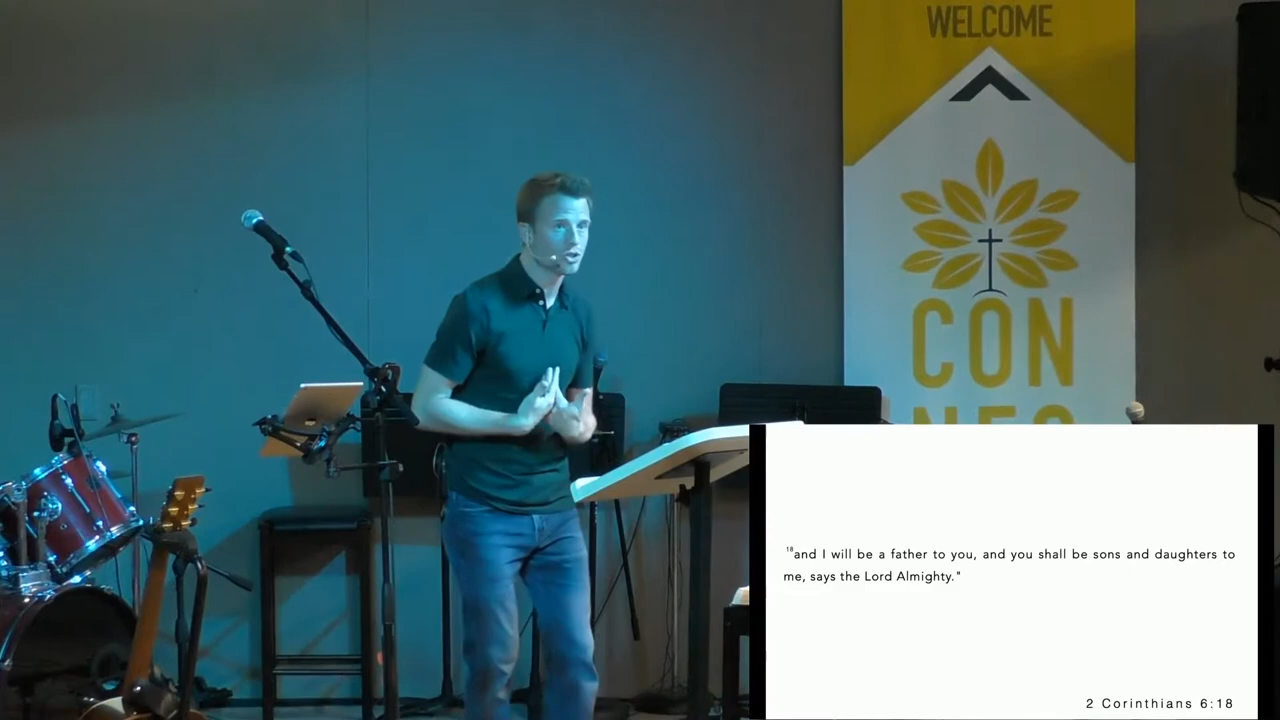 WELCOME
CON
¹⁸and I will be a father to you, and you shall be sons and daughters to
me, says the Lord Almighty."
2 Corinthians 6:18